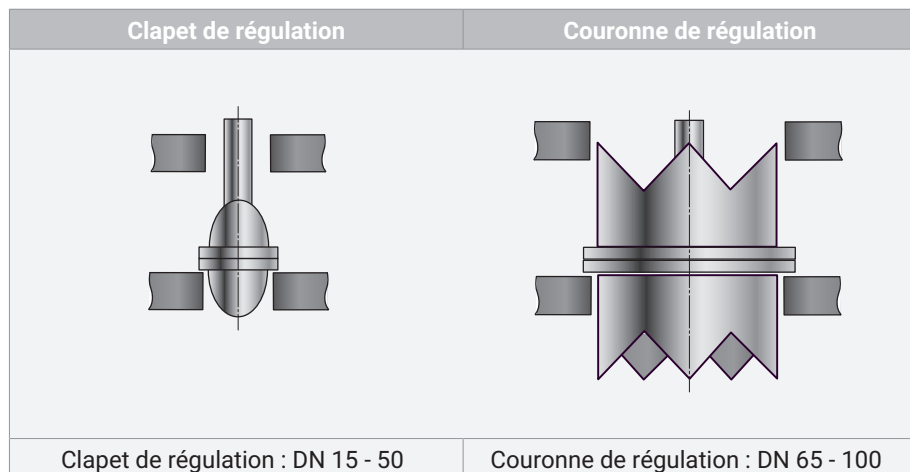 Clapet de régulation
Couronne de régulation
Clapet de régulation : DN 15 - 50
Couronne de régulation : DN 65 - 100